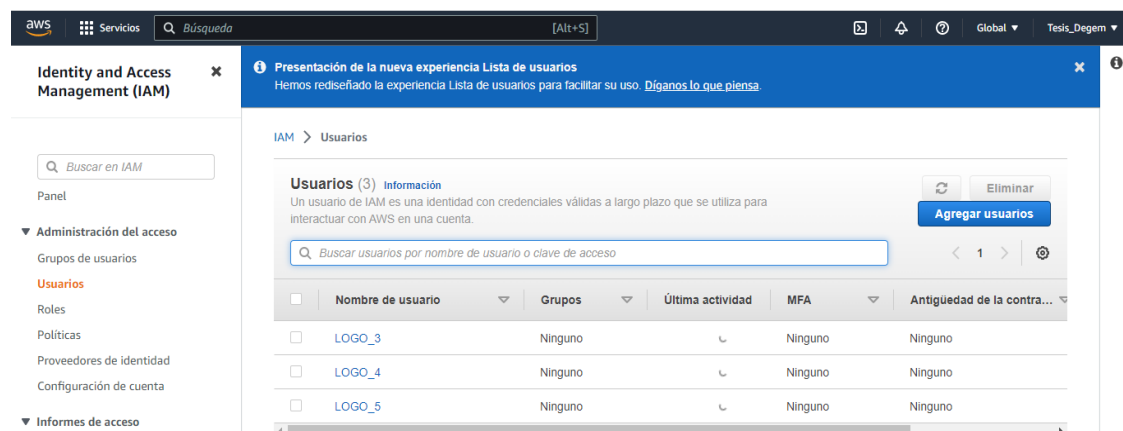 aws Servicios Búsqueda [Alt+S] Global Tesis_Degem
Identity and Access
Management (IAM)
Buscar en IAM
Panel
Administración del acceso
Grupos de usuarios
Usuarios
Roles
Políticas
Proveedores de identidad
Configuración de cuenta
Informes de acceso
Presentación de la nueva experiencia Lista de usuarios
Hemos rediseñado la experiencia Lista de usuarios para facilitar su uso. Díganos lo que piensa.
IAM > Usuarios
Usuarios (3) Información
Un usuario de IAM es una identidad con credenciales válidas a largo plazo que se utiliza para
interactuar con AWS en una cuenta.
Eliminar
Agregar usuarios
Buscar usuarios por nombre de usuario o clave de acceso
< 1 >
Nombre de usuario Grupos Última actividad MFA Antigüedad de la contra...
LOGO_3 Ninguno Ninguno Ninguno
LOGO_4 Ninguno Ninguno Ninguno
LOGO_5 Ninguno Ninguno Ninguno